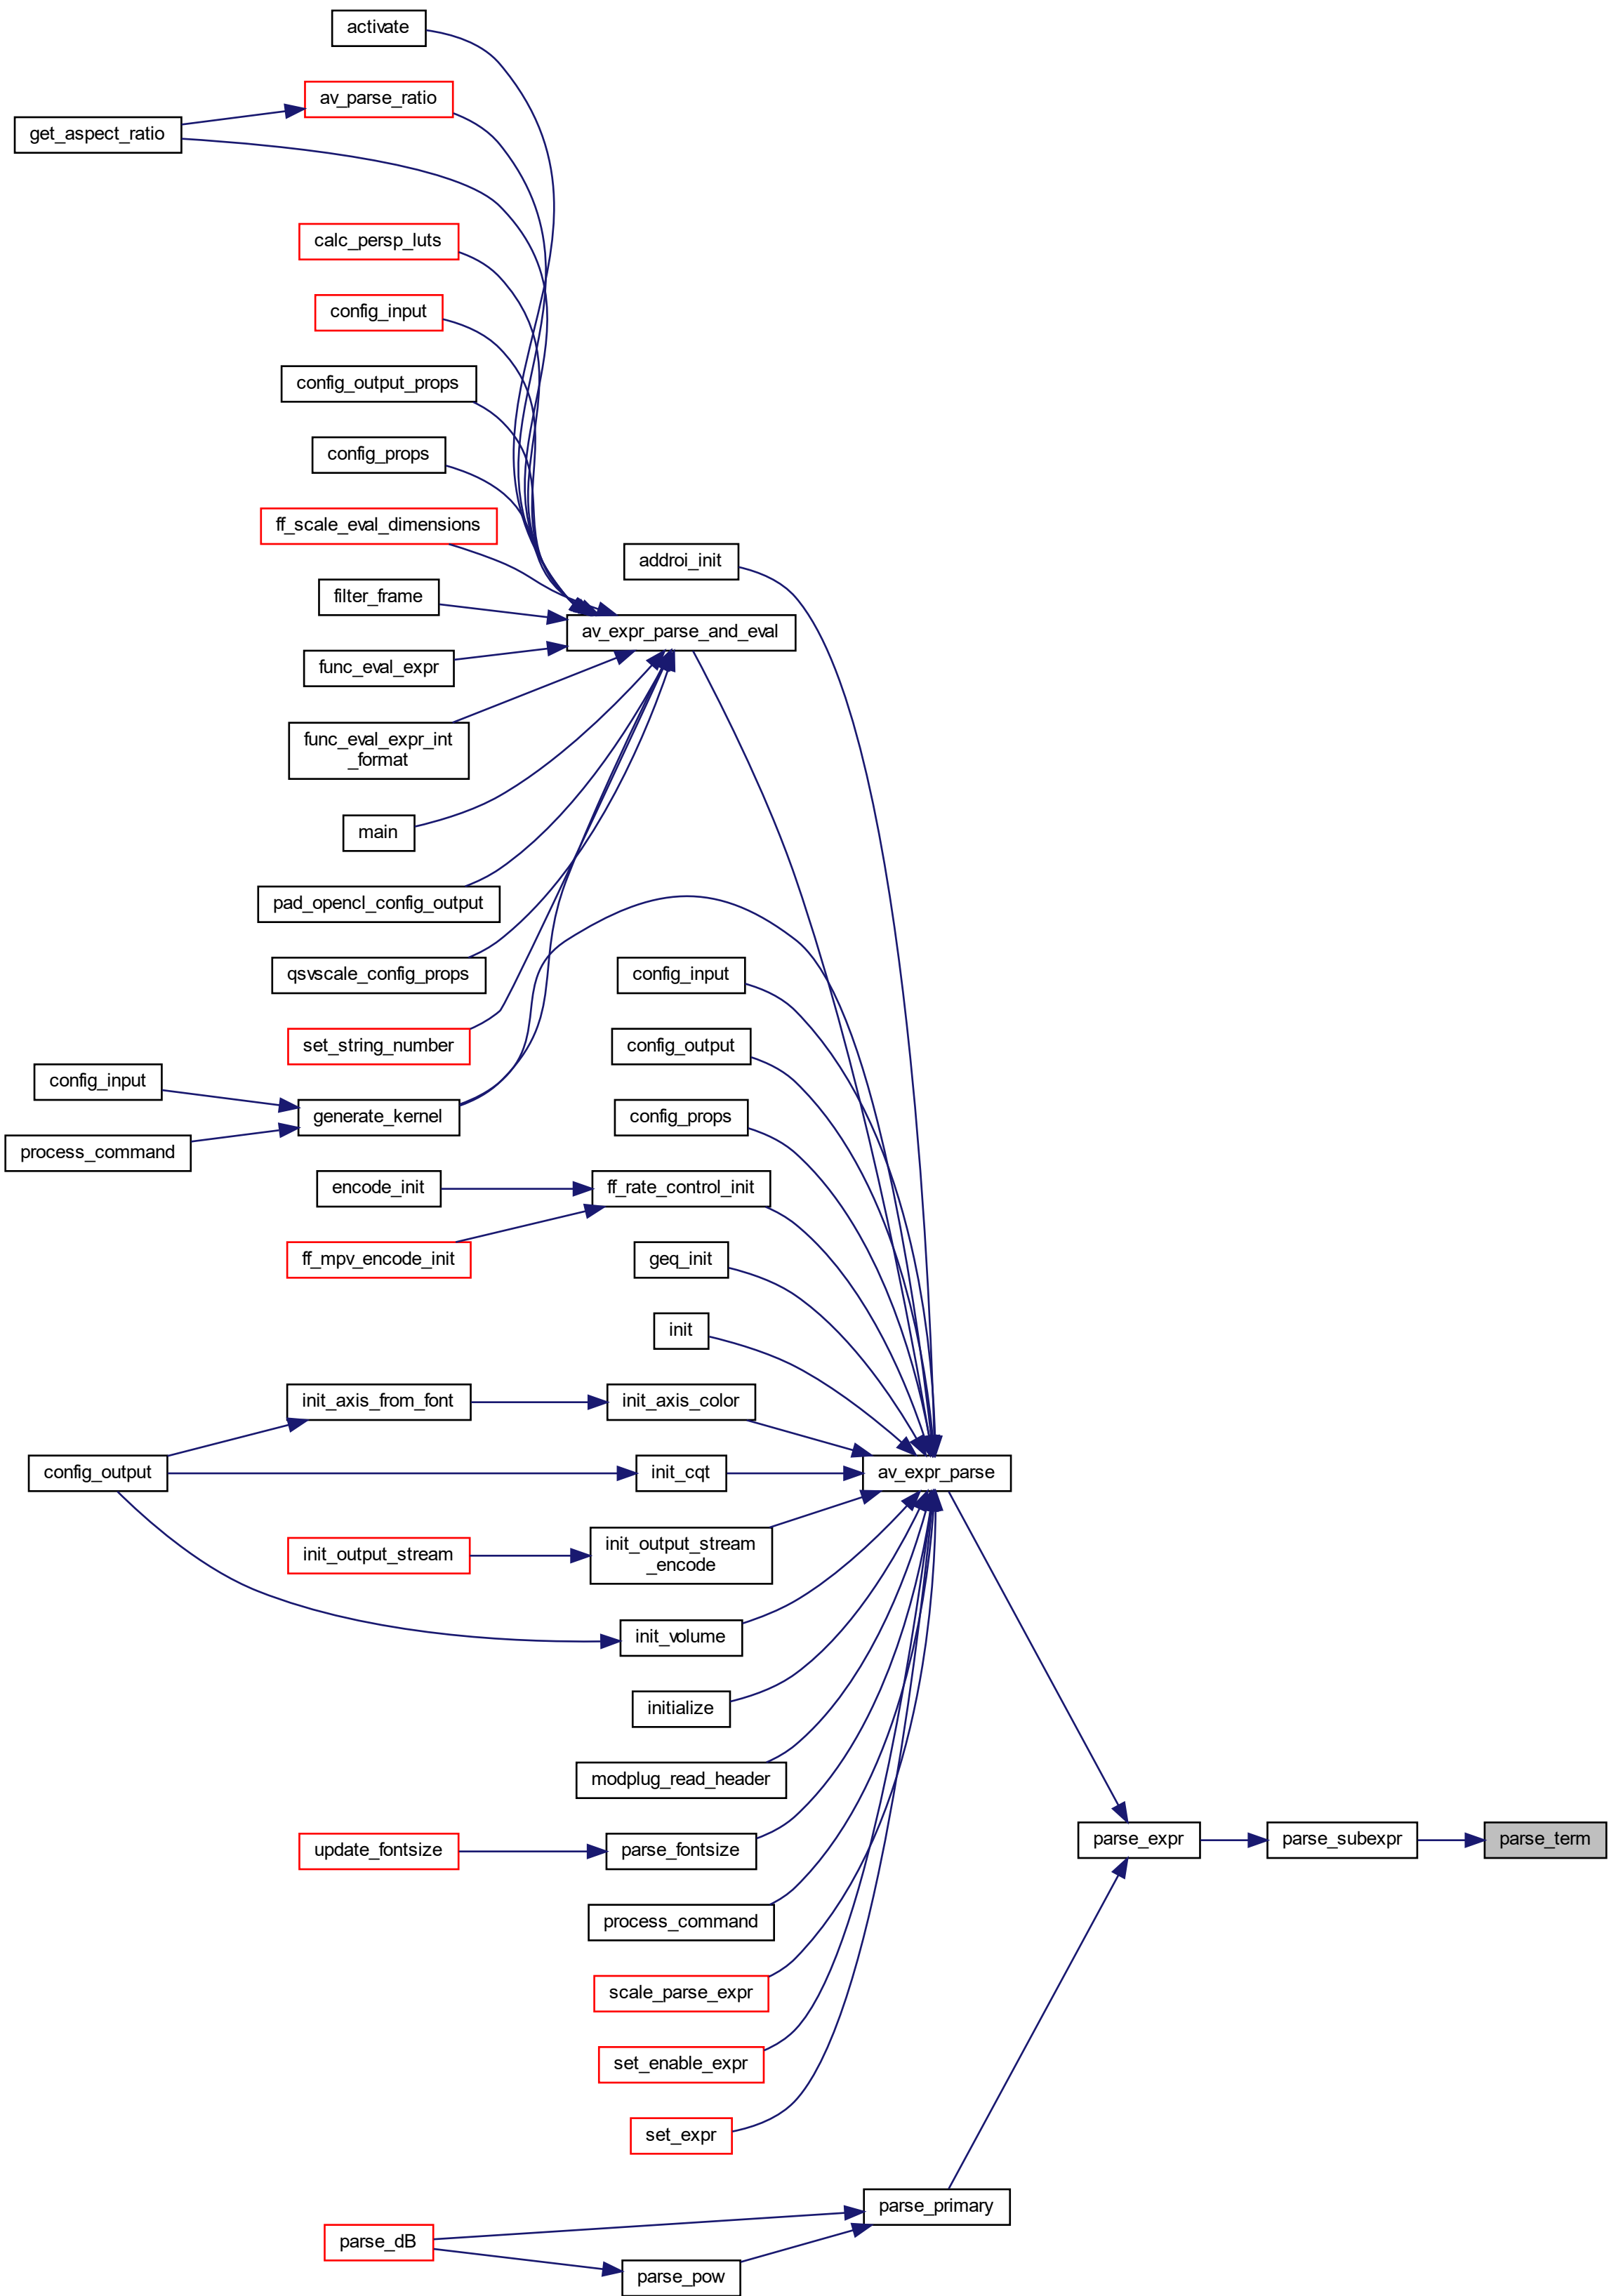 activate
av_parse_ratio
get_aspect_ratio
calc_persp_luts
config_input
config_output_props
config_props
ff_scale_eval_dimensions
addroi_init
filter_frame
av_expr_parse_and_eval
func_eval_expr
func_eval_expr_int
_format
main
pad_opencl_config_output
qsvscale_config_props
config_input
set_string_number
config_output
config_input
generate_kernel
config_props
process_command
encode_init
ff_rate_control_init
ff_mpv_encode_init
geq_init
init
init_axis_from_font
init_axis_color
config_output
init_cqt
av_expr_parse
init_output_stream
init_output_stream
_encode
init_volume
initialize
modplug_read_header
update_fontsize
parse_fontsize
parse_expr
parse_subexpr
parse_term
process_command
scale_parse_expr
set_enable_expr
set_expr
parse_primary
parse_dB
parse_pow